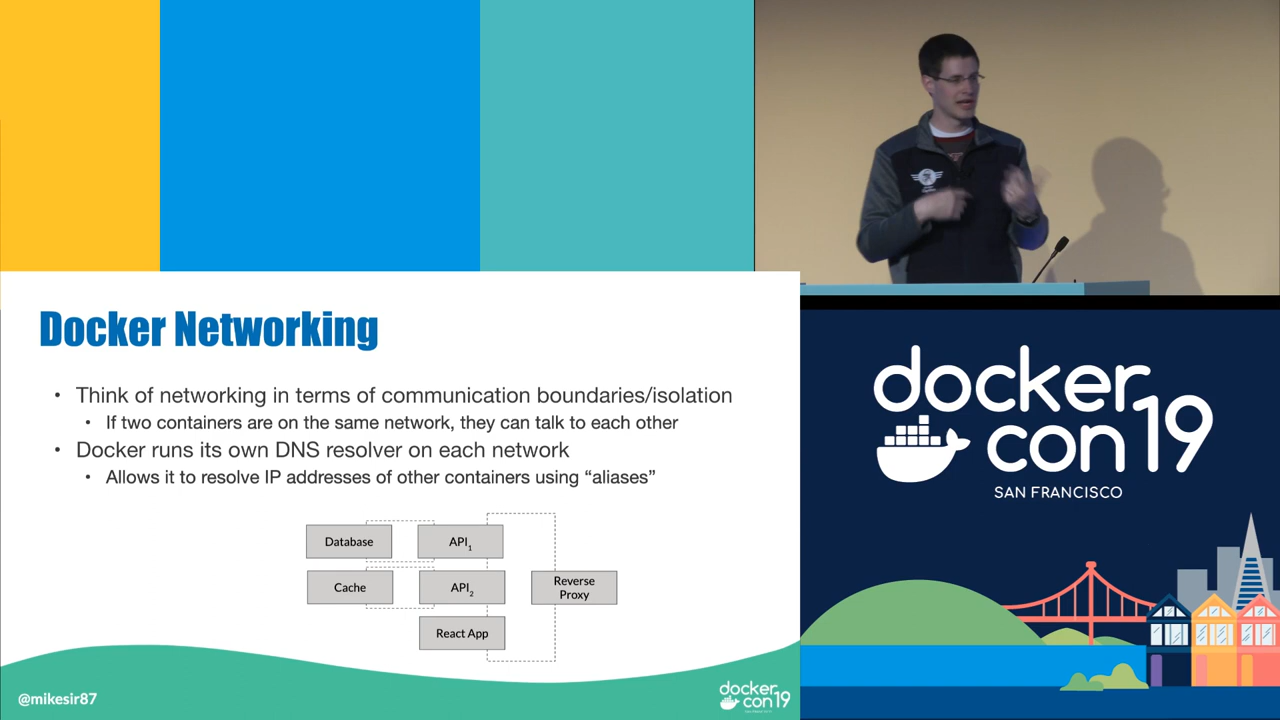 Docker Networking
• Think of networking in terms of communication boundaries/isolation
• If two containers are on the same network, they can talk to each other
• Docker runs its own DNS resolver on each network
• Allows it to resolve IP addresses of other containers using “aliases”
Database
API1
Cache
API2
Reverse
Proxy
React App
@mikesir87
docker
con19
docker
con19
SAN FRANCISCO